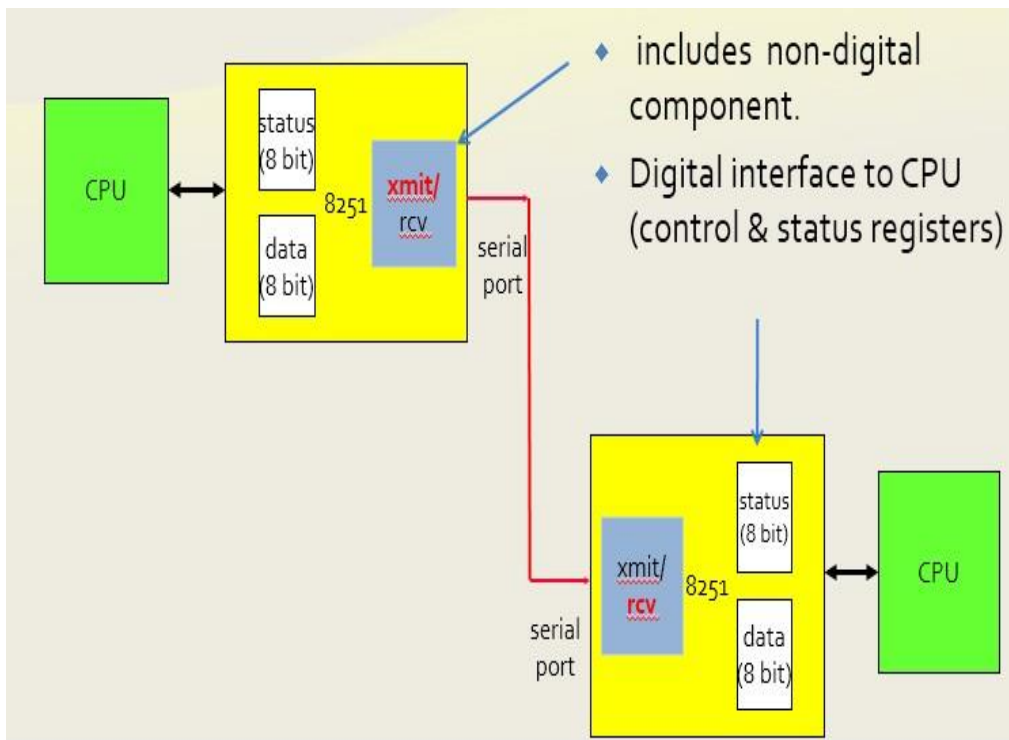 includes non-digital
component.
Digital interface to CPU
(control & status registers)
CPU
status
(8 bit)
data
(8 bit)
8251
xmit/
rcv
serial
port
serial
port
xmit/
rcv
8251
status
(8 bit)
data
(8 bit)
CPU